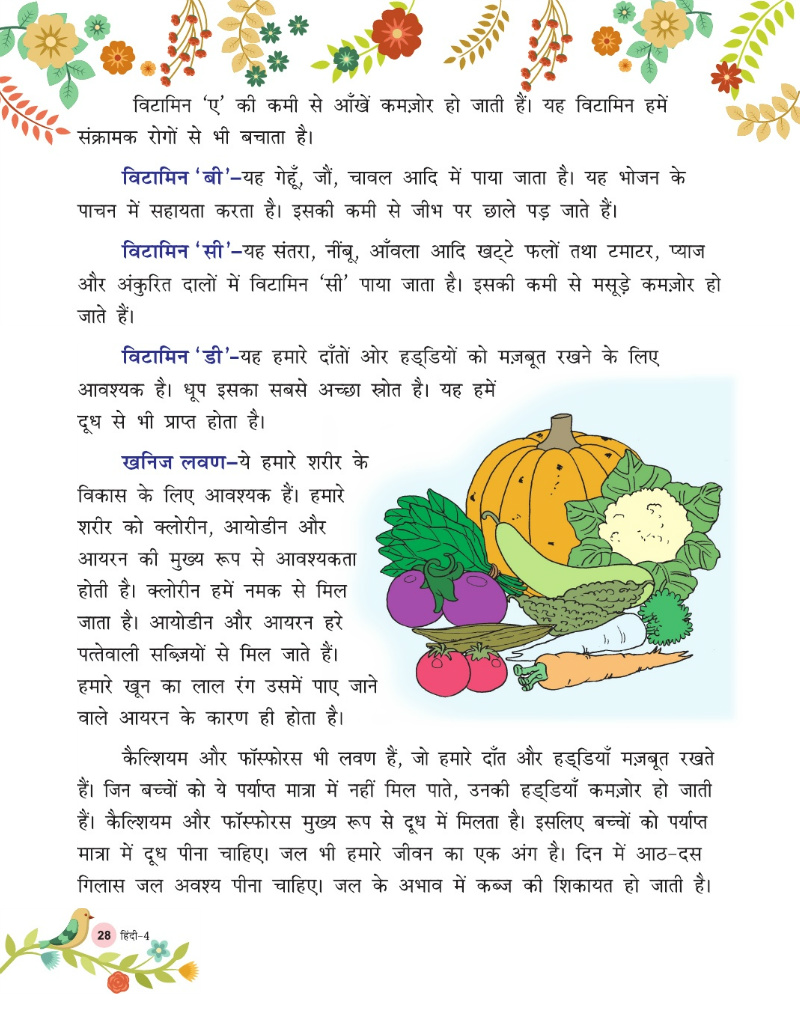 विटामिन ‘ए’ की कमी से आँखें कमज़ोर हो जाती हैं। यह विटामिन हमें
संक्रामक रोगों से भी बचाता है।
विटामिन ‘बी’–यह गेहूँ, जौं, चावल आदि में पाया जाता है। यह भोजन के
पाचन में सहायता करता है। इसकी कमी से जीभ पर छाले पड़ जाते हैं।
विटामिन ‘सी’–यह संतरा, नींबू, आँवला आदि खट्टे फलों तथा टमाटर, प्याज
और अंकुरित दालों में विटामिन ‘सी’ पाया जाता है। इसकी कमी से मसूड़े कमज़ोर हो
जाते हैं।
विटामिन ‘डी’–यह हमारे दाँतों ओर हड्डियों को मज़बूत रखने के लिए
आवश्यक है। धूप इसका सबसे अच्छा स्रोत है। यह हमें
दूध से भी प्राप्त होता है।
खनिज लवण–ये हमारे शरीर के
विकास के लिए आवश्यक हैं। हमारे
शरीर को क्लोरीन, आयोडीन और
आयरन की मुख्य रूप से आवश्यकता
होती है। क्लोरीन हमें नमक से मिल
जाता है। आयोडीन और आयरन हरे
पत्तेवाली सब्ज़ियों से मिल जाते हैं।
हमारे खून का लाल रंग उसमें पाए जाने
वाले आयरन के कारण ही होता है।
कैल्शियम और फॉस्फोरस भी लवण हैं, जो हमारे दाँत और हड्डियाँ मज़बूत रखते
हैं। जिन बच्चों को ये पर्याप्त मात्रा में नहीं मिल पाते, उनकी हड्डियाँ कमज़ोर हो जाती
हैं। कैल्शियम और फॉस्फोरस मुख्य रूप से दूध में मिलता है। इसलिए बच्चों को पर्याप्त
मात्रा में दूध पीना चाहिए। जल भी हमारे जीवन का एक अंग है। दिन में आठ-दस
गिलास जल अवश्य पीना चाहिए। जल के अभाव में कब्ज की शिकायत हो जाती है।
28 हिंदी-4